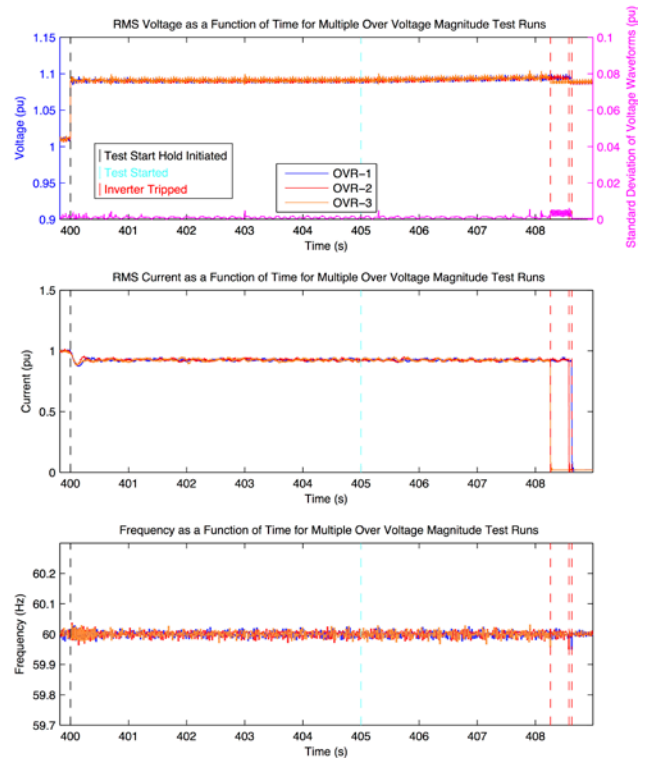 RMS Voltage as a Function of Time for Multiple Over Voltage Magnitude Test Runs
1.15
1.1
1.05
1
0.95
0.9
Voltage (pu)
0.1
0.08
0.06
0.04
0.02
0
Standard Deviation of Voltage Waveforms (pu)
Test Start Hold Initiated
Test Started
Inverter Tripped
OVR-1
OVR-2
OVR-3
400 401 402 403 404 405 406 407 408
Time (s)
RMS Current as a Function of Time for Multiple Over Voltage Magnitude Test Runs
1.5
1
0.5
0
Current (pu)
400 401 402 403 404 405 406 407 408
Time (s)
Frequency as a Function of Time for Multiple Over Voltage Magnitude Test Runs
60.2
60.1
60
59.9
59.8
59.7
Frequency (Hz)
400 401 402 403 404 405 406 407 408
Time (s)